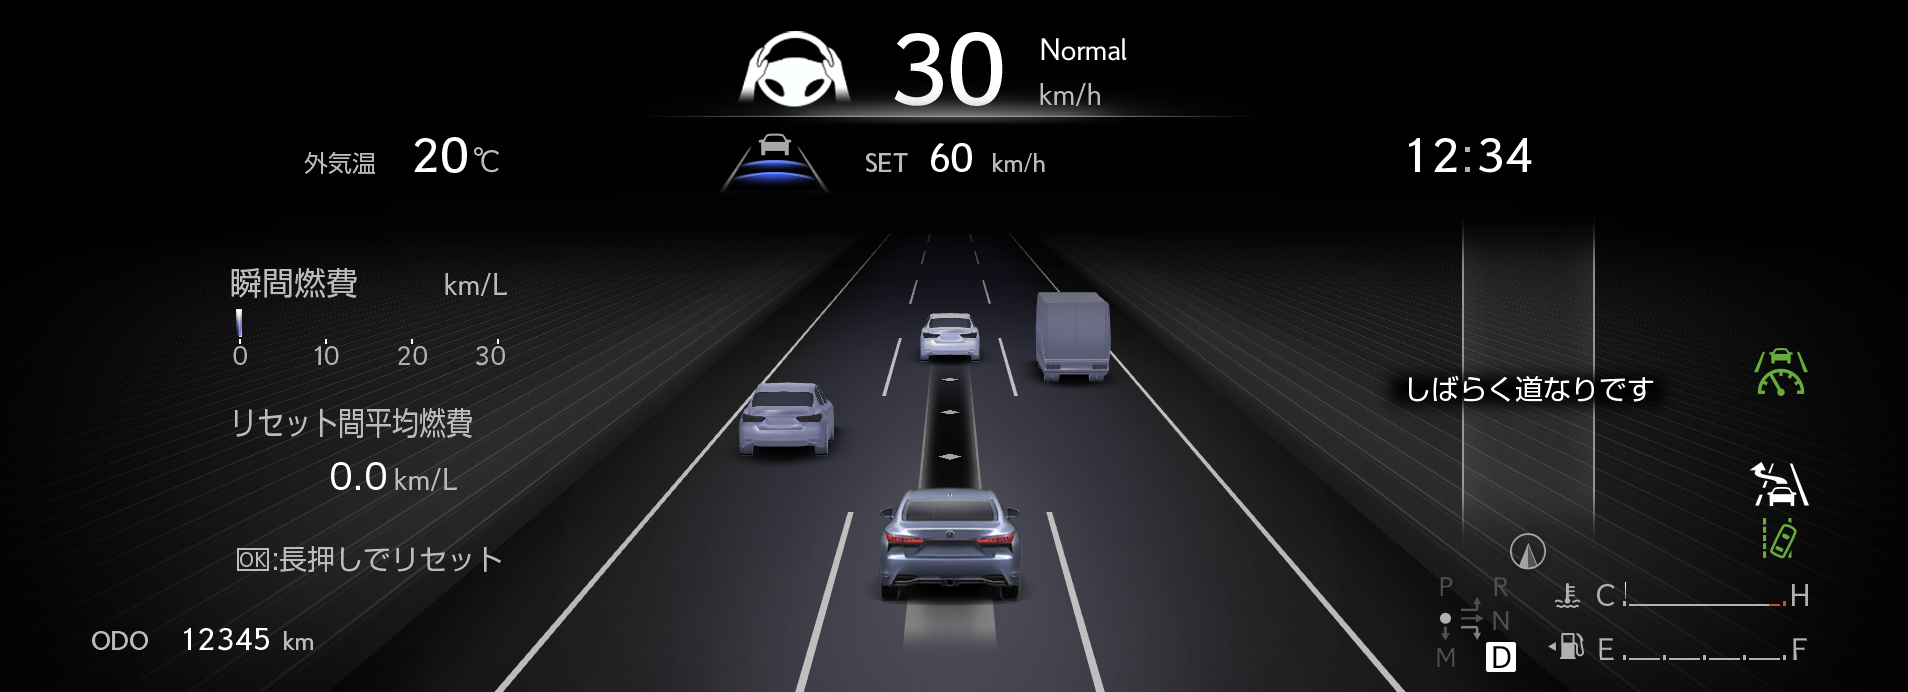 30 Normal
km/h
外気温 20℃
SET 60 km/h
12:34
瞬間燃費 km/L
0 10 20 30
リセット間平均燃費
0.0 km/L
OK:長押しでリセット
ODO 12345 km
しばらく道なりです
P R
N
M D
C H
E F